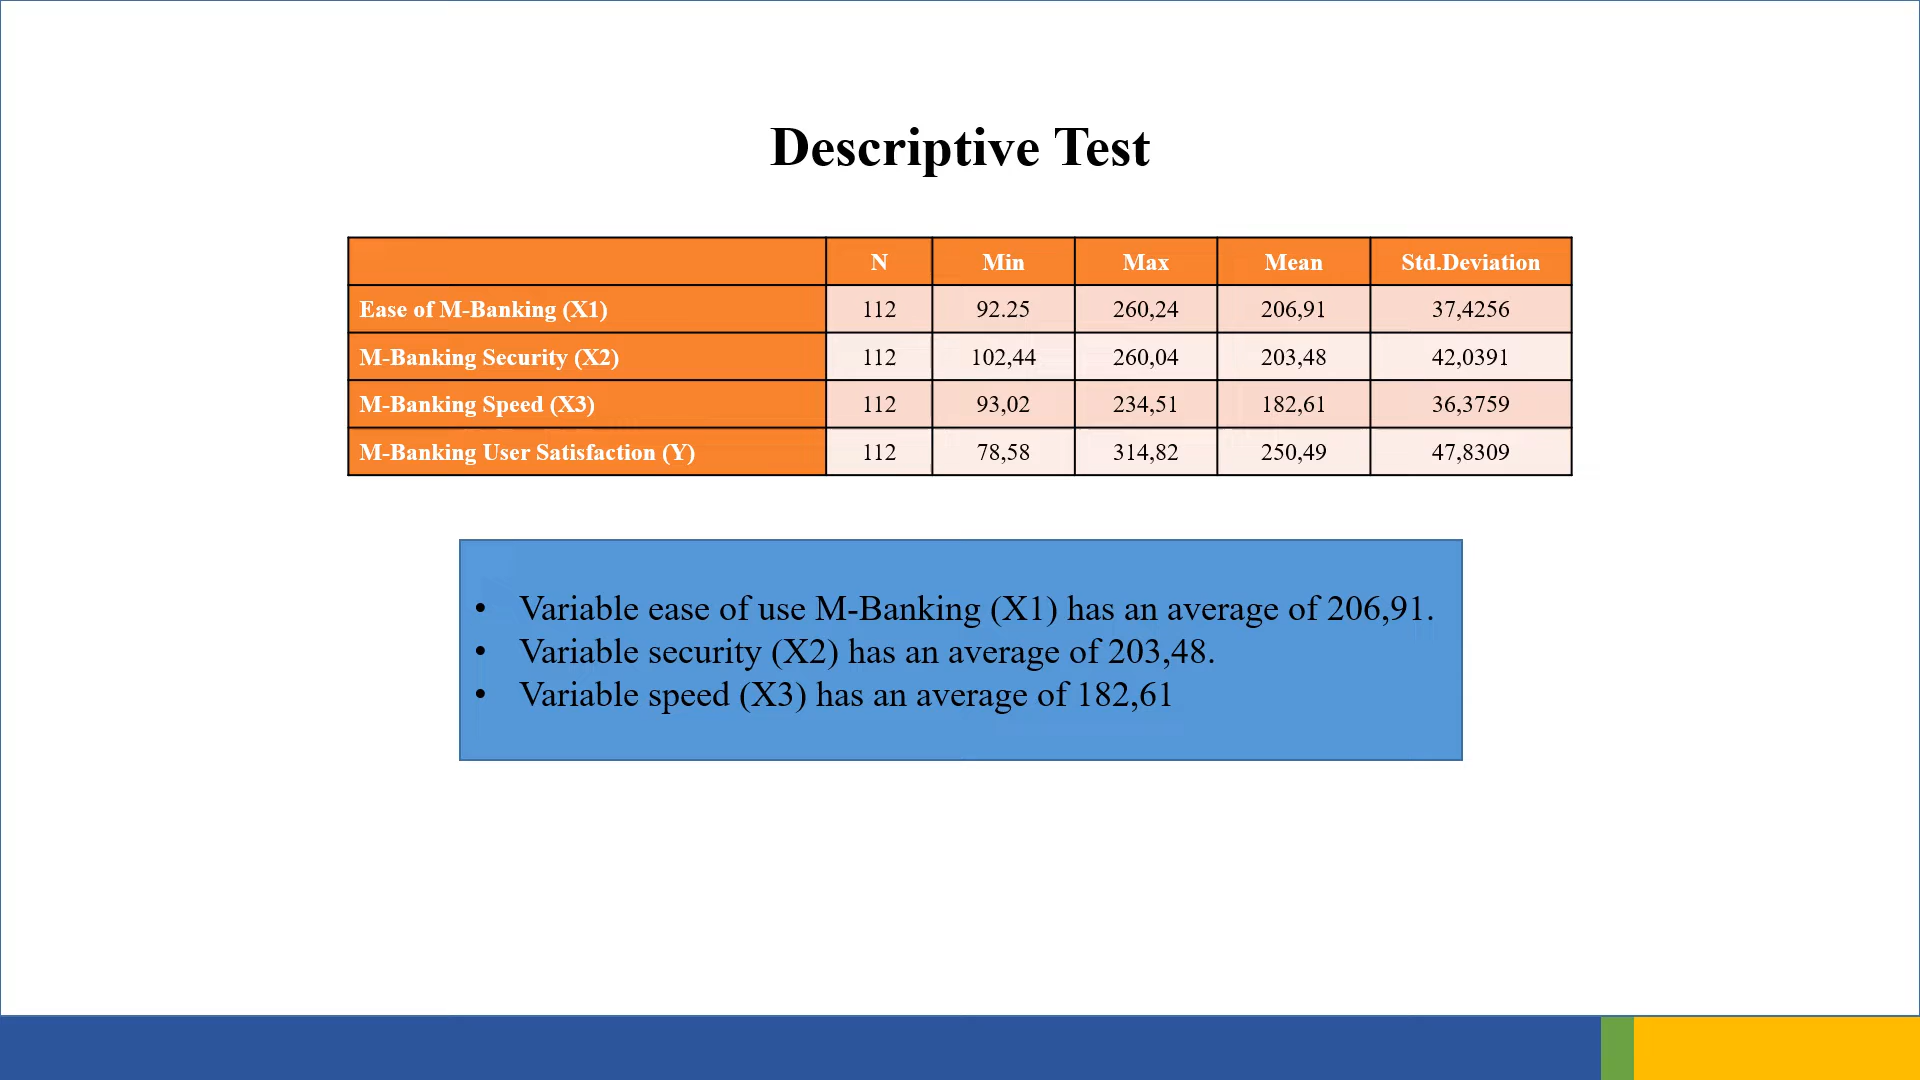 Descriptive Test
N Min Max Mean Std.Deviation
Ease of M-Banking (X1) 112 92.25 260,24 206,91 37,4256
M-Banking Security (X2) 112 102,44 260,04 203,48 42,0391
M-Banking Speed (X3) 112 93,02 234,51 182,61 36,3759
M-Banking User Satisfaction (Y) 112 78,58 314,82 250,49 47,8309
• Variable ease of use M-Banking (X1) has an average of 206,91.
• Variable security (X2) has an average of 203,48.
• Variable speed (X3) has an average of 182,61